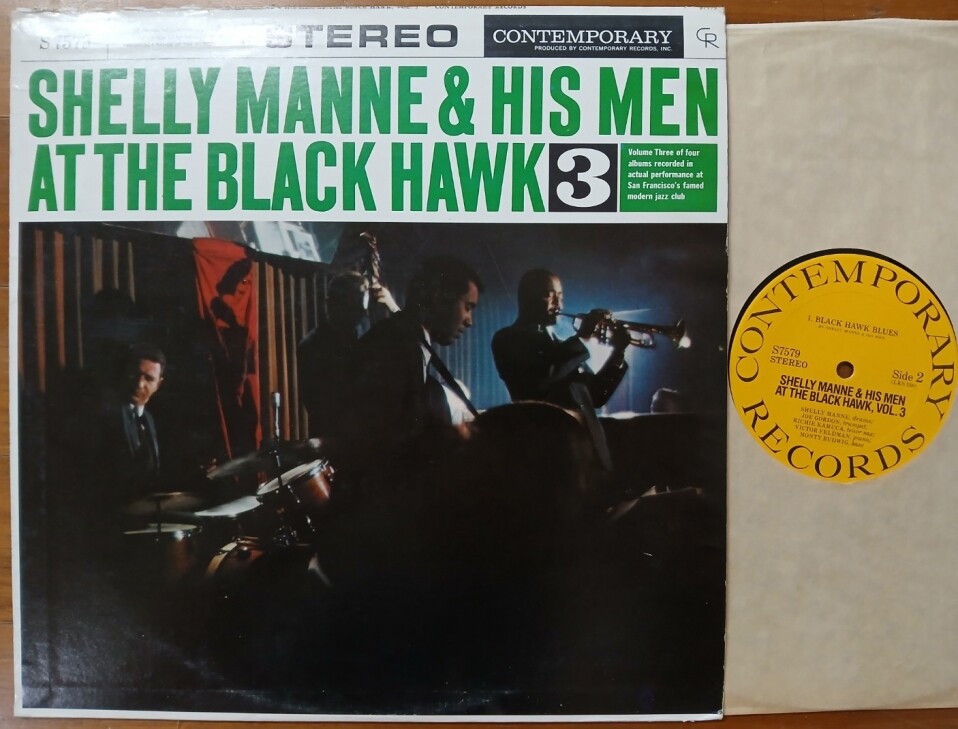 S 7579
STEREO
CONTEMPORARY
PRODUCED BY CONTEMPORARY RECORDS, INC.
CR
SHELLY MANNE & HIS MEN
AT THE BLACK HAWK 3
Volume Three of four
albums recorded in
actual performance at
San Francisco's famed
modern jazz club
CONTEMPORARY
RECORDS
1. BLACK HAWK BLUES
S7579
STEREO
Side 2
SHELLY MANNE & HIS MEN
AT THE BLACK HAWK, VOL. 3
SHELLY MANNE, drums;
JOE GORDON, trumpet;
RICHIE KAMUCA, tenor sax;
VICTOR FELDMAN, piano;
MONTY BUDWIG, bass